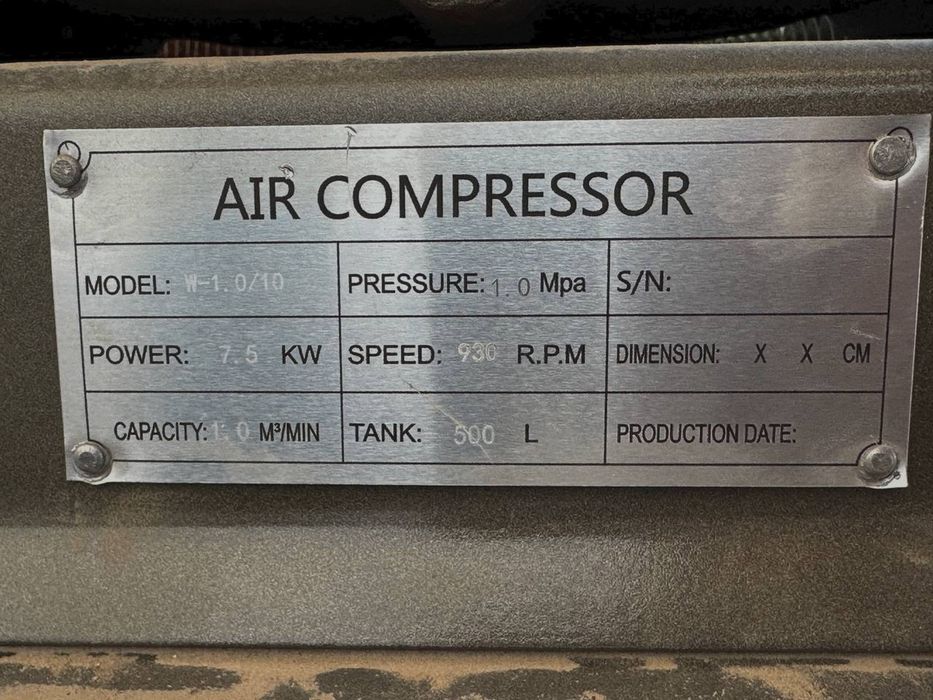 AIR COMPRESSOR
MODEL: W-1.0/10 PRESSURE: 1.0 Mpa S/N:
POWER: 7.5 KW SPEED: 930 R.P.M DIMENSION: X X CM
CAPACITY: 1.0 M³/MIN TANK: 500 L PRODUCTION DATE: